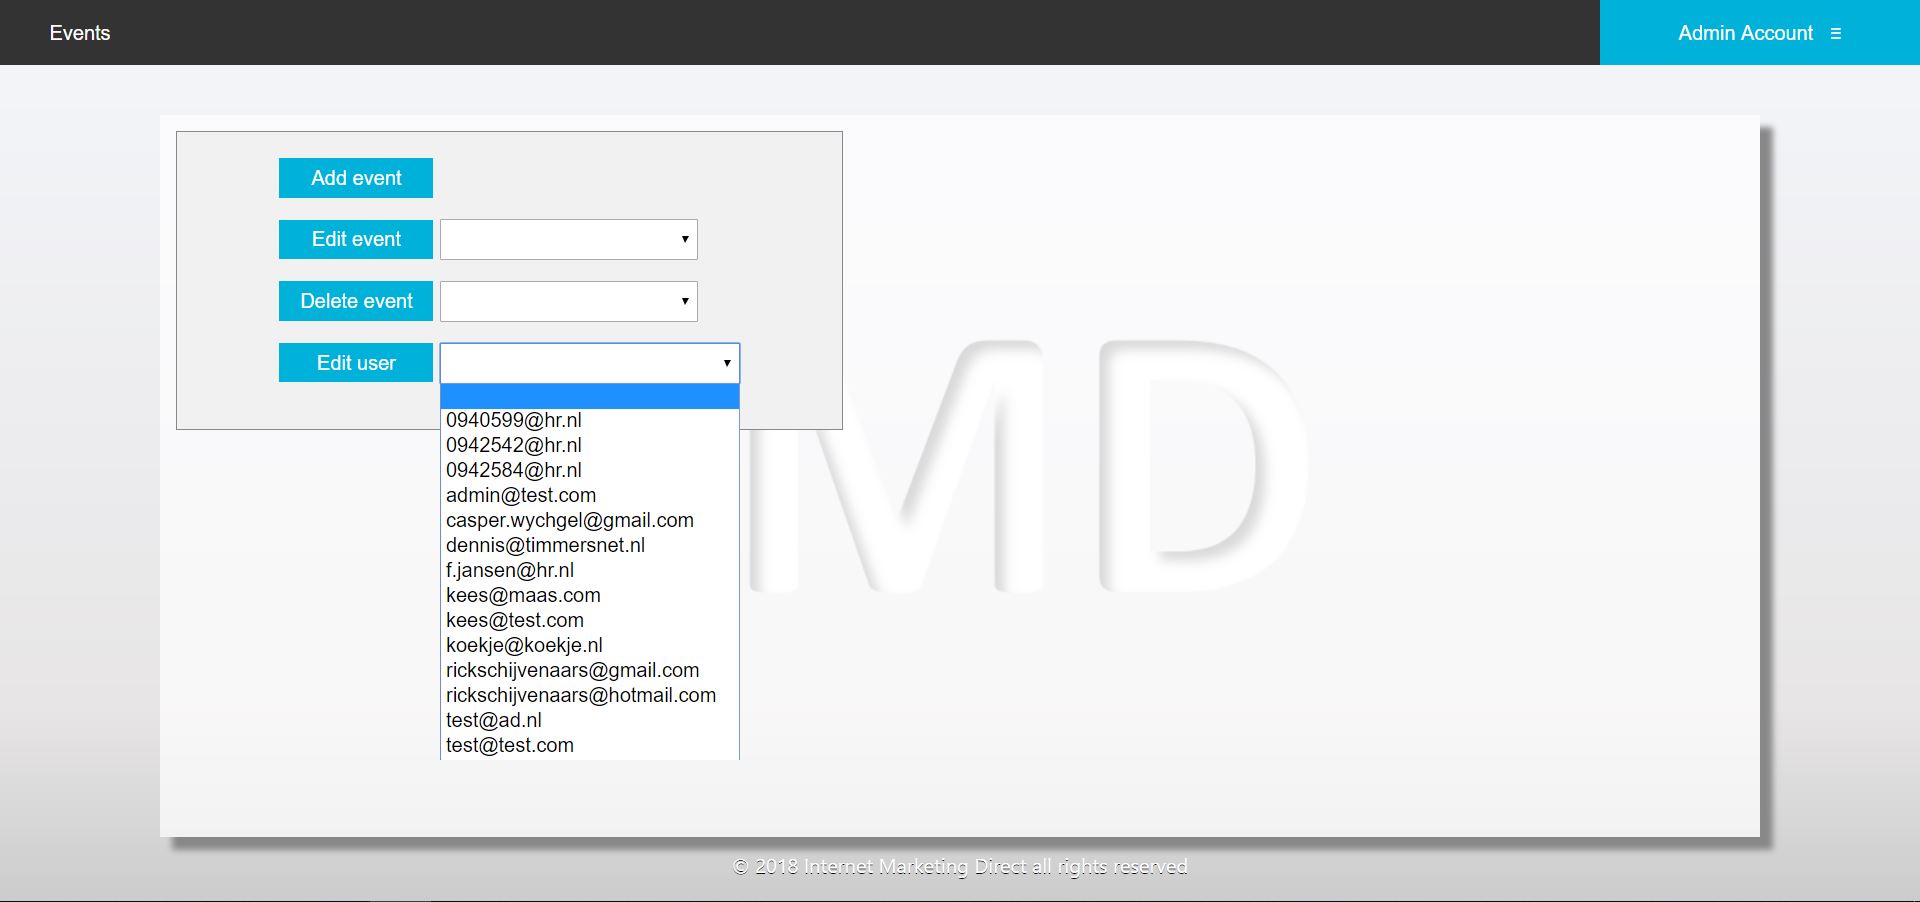 Events
Admin Account ☰
Add event
Edit event
Delete event
Edit user
0940599@hr.nl
0942542@hr.nl
0942584@hr.nl
admin@test.com
casper.wychgel@gmail.com
dennis@timmersnet.nl
f.jansen@hr.nl
kees@maas.com
kees@test.com
koekje@koekje.nl
rickschijvenaars@gmail.com
rickschijvenaars@hotmail.com
test@ad.nl
test@test.com
MD
© 2018 Internet Marketing Direct all rights reserved